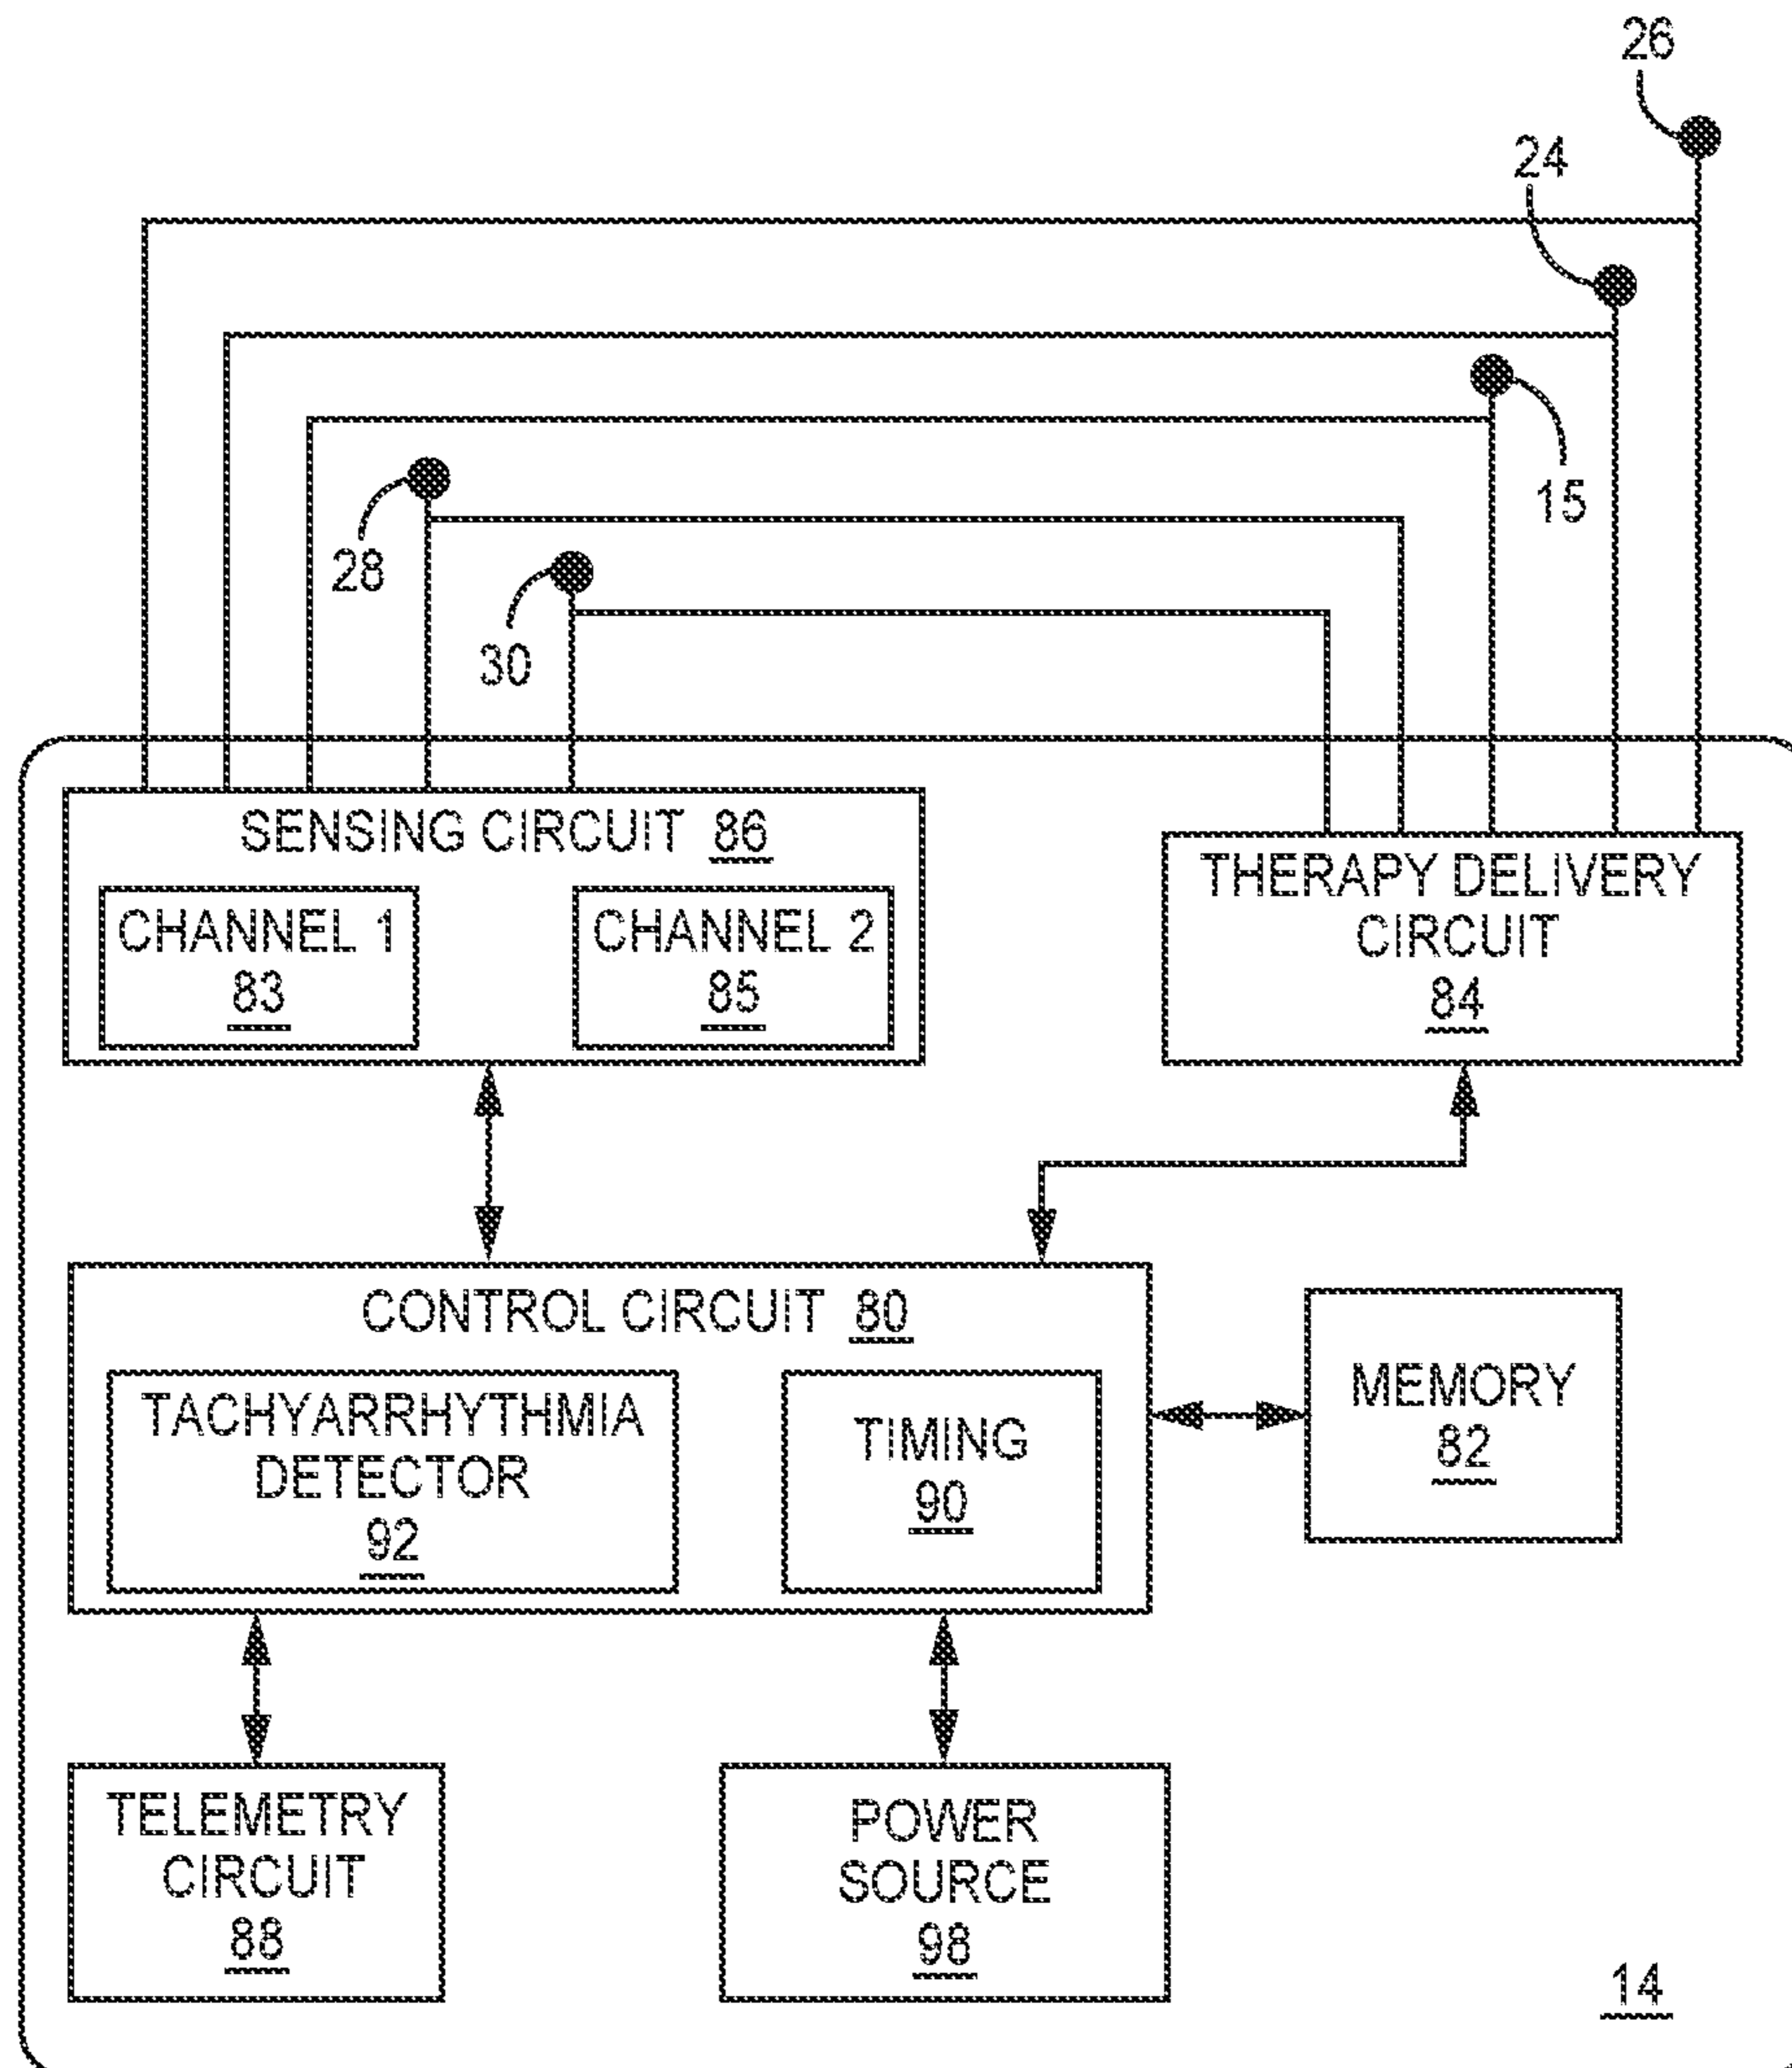 26
24
15
28
30
SENSING CIRCUIT 86
CHANNEL 1
83
CHANNEL 2
85
THERAPY DELIVERY
CIRCUIT
84
CONTROL CIRCUIT 80
TACHYARRHYTHMIA
DETECTOR
92
TIMING
90
MEMORY
82
TELEMETRY
CIRCUIT
88
POWER
SOURCE
98
14